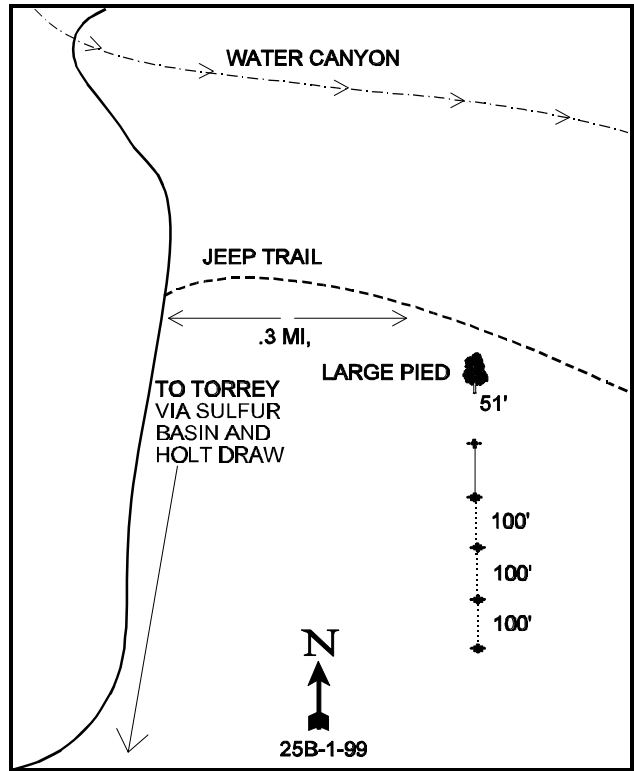 WATER CANYON
JEEP TRAIL
.3 MI,
LARGE PIED
51'
TO TORREY
VIA SULFUR
BASIN AND
HOLT DRAW
100'
100'
100'
N
25B-1-99